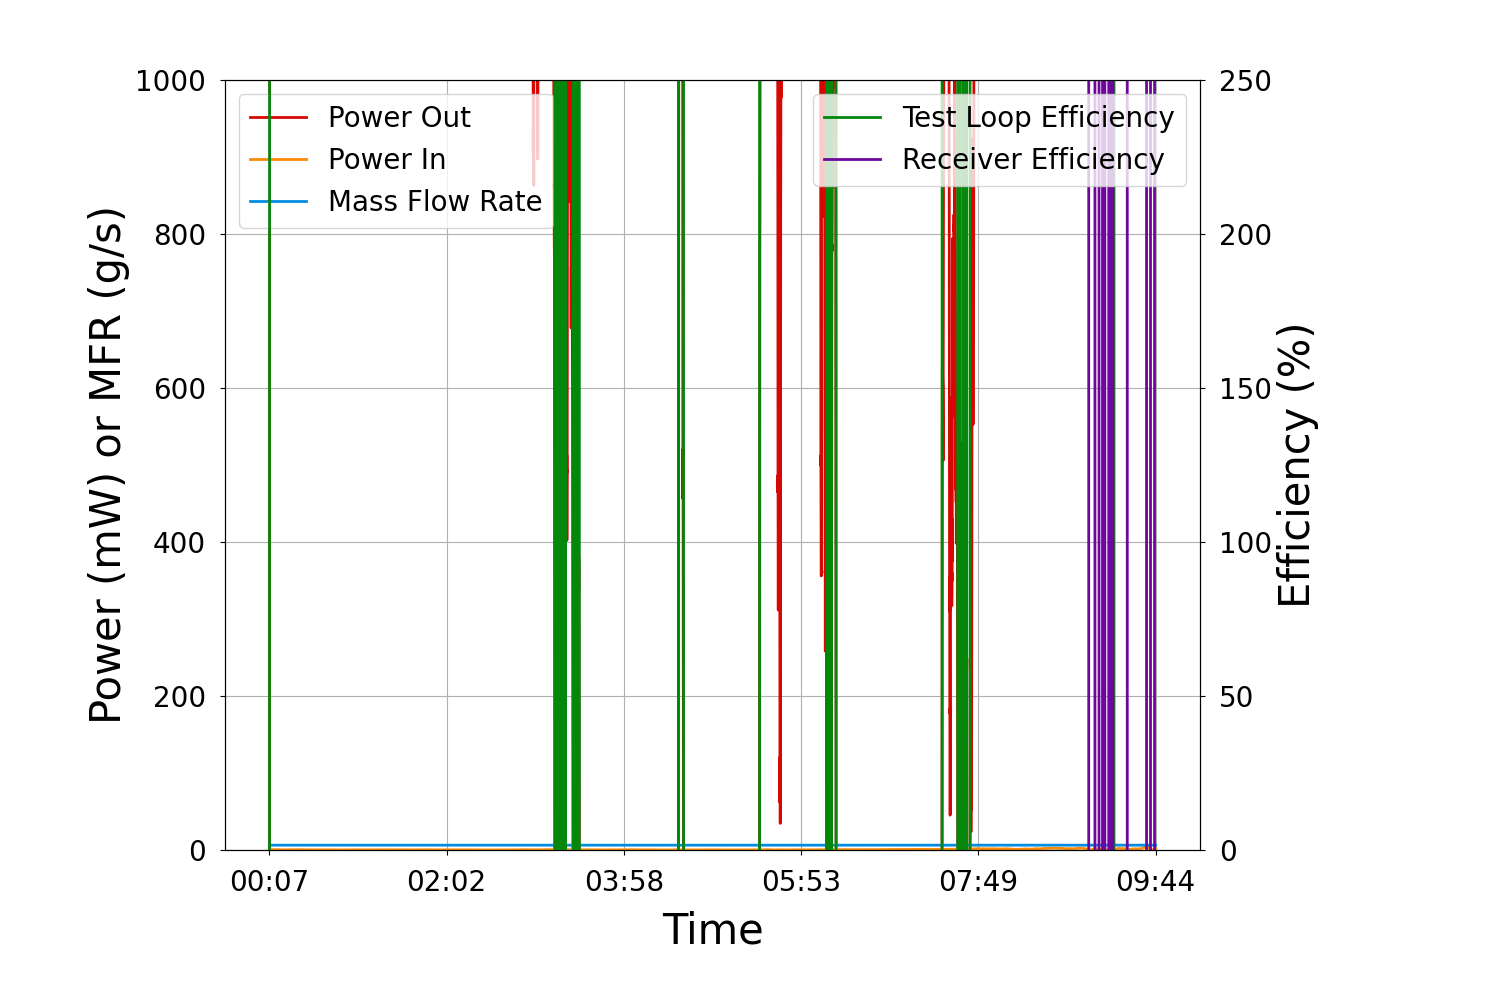 1000
800
600
400
200
0
Power (mW) or MFR (g/s)
Power Out
Power In
Mass Flow Rate
Test Loop Efficiency
Receiver Efficiency
250
200
150
100
50
0
Efficiency (%)
00:07 02:02 03:58 05:53 07:49 09:44
Time